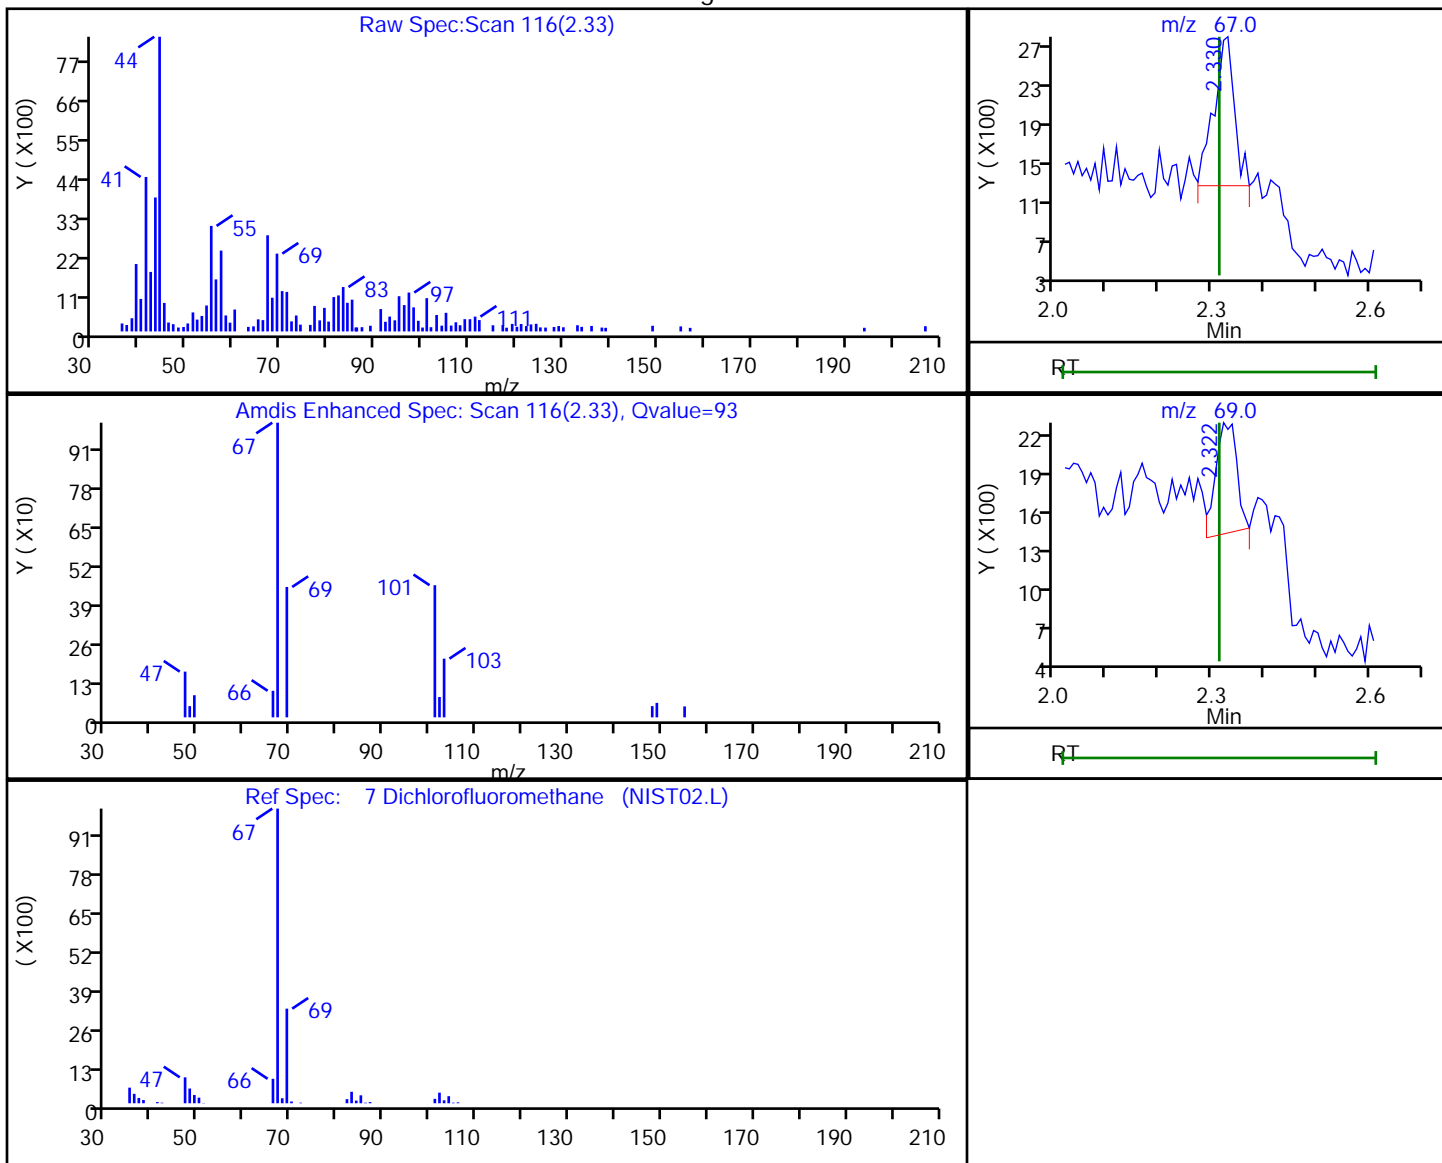 Raw Spec:Scan 116(2.33)
Y ( X100)
77
66
55
44
33
22
11
0
44
41
55
69
83
97
111
30 50 70 90 110 130 150 170 190 210
m/z
m/z 67.0
Y ( X100)
27
23
19
15
11
7
3
2.330
2.0 2.3 2.6
Min
RT
Amdis Enhanced Spec: Scan 116(2.33), Qvalue=93
Y ( X10)
91
78
65
52
39
26
13
0
67
69
101
103
47
66
30 50 70 90 110 130 150 170 190 210
m/z
m/z 69.0
Y ( X100)
22
19
16
13
10
7
4
2.322
2.0 2.3 2.6
Min
RT
Ref Spec: 7 Dichlorofluoromethane (NIST02.L)
( X100)
91
78
65
52
39
26
13
0
67
69
47
66
30 50 70 90 110 130 150 170 190 210